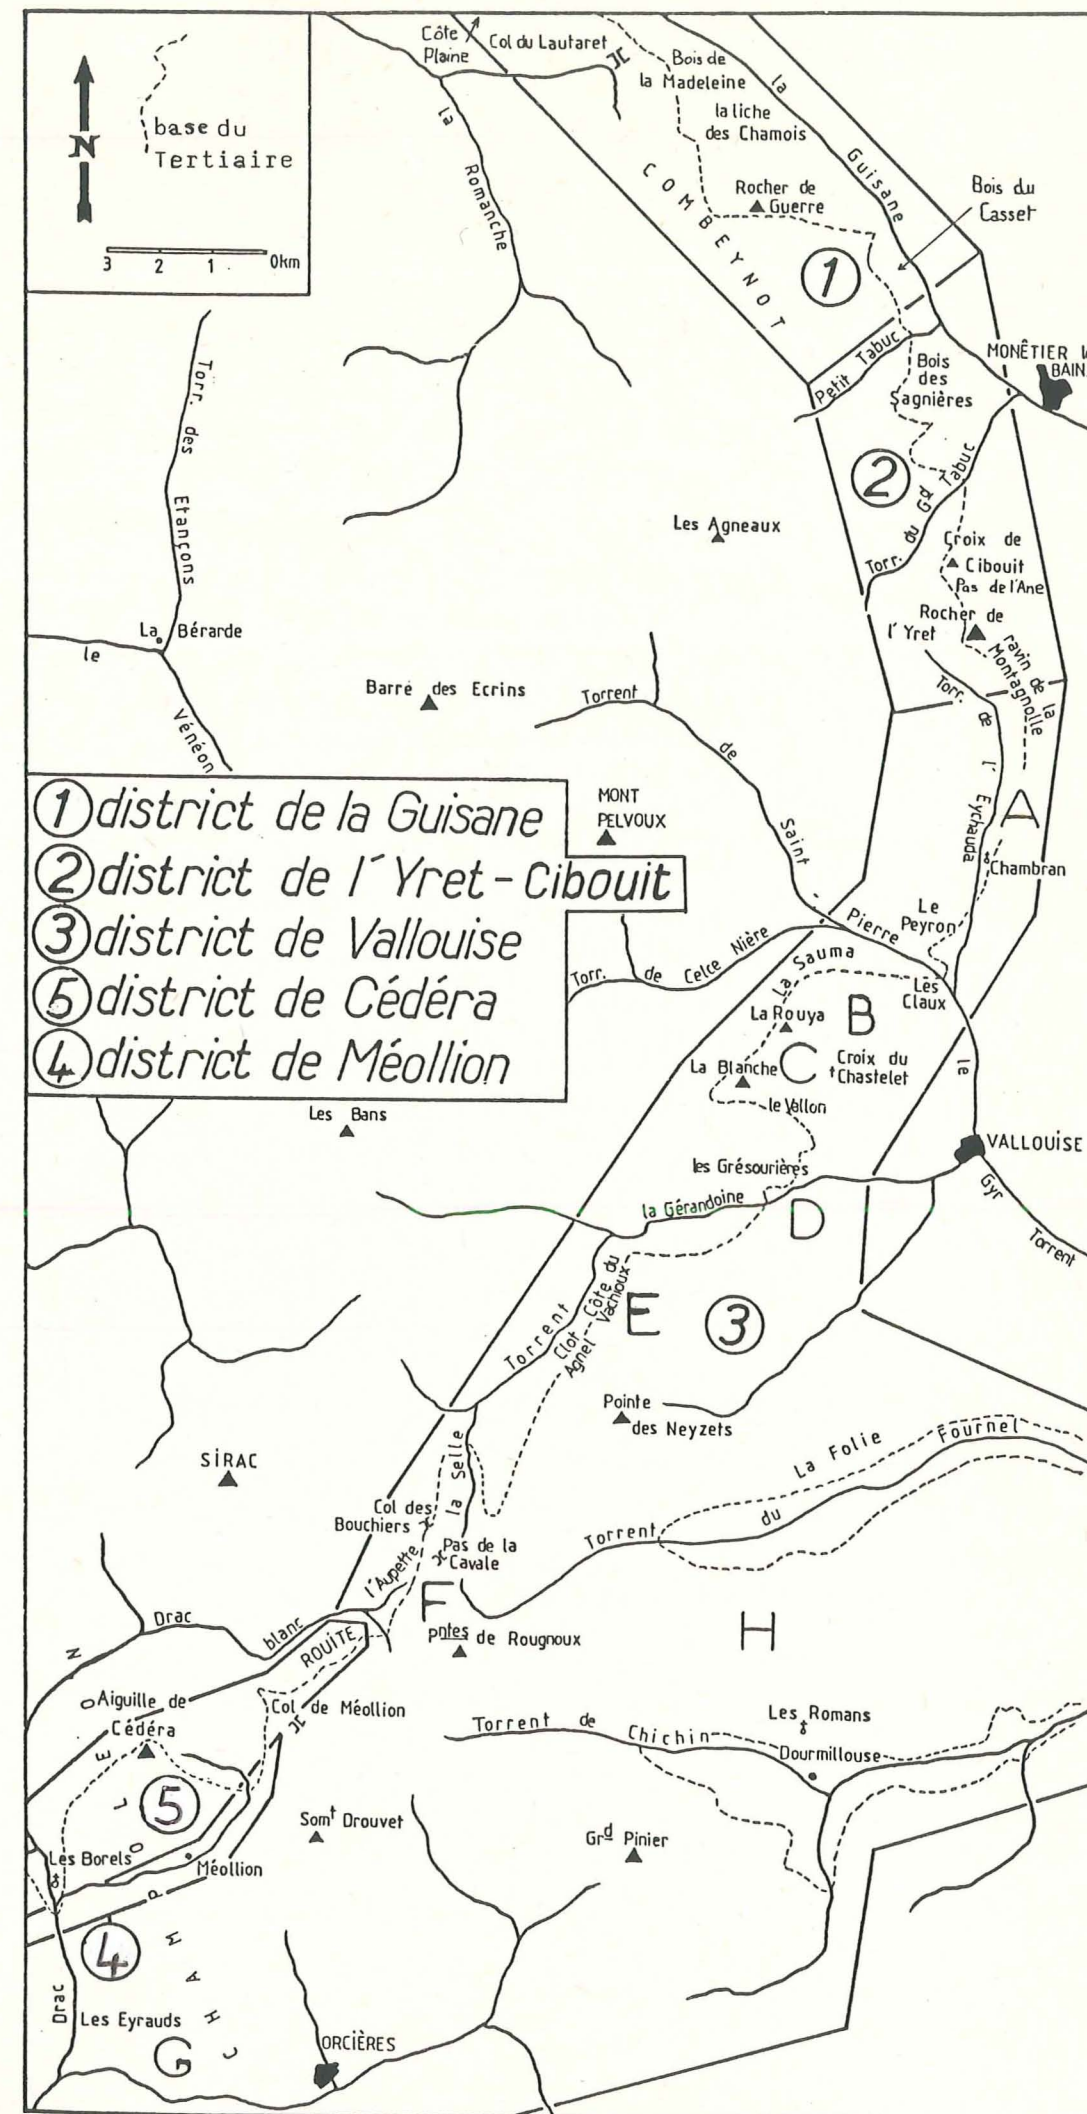 Côte
Plaine
Col du Lautaret
Bois de
la Madeleine
la liche
des Chamois
la
Guisane
base du
Tertiaire
N
3 2 1 0km
la
Romanche
COMBEYNOT
Rocher de
Guerre
Bois du
Casset
1
Petit Tabuc
MONÊTIER
BAIN
Bois
des
Sagnières
2
Torr. du Gd Tabuc
Torr. des Etançons
Les Agneaux
Croix de
Cibouit
Pas de l'Ane
Rocher de
l'Yret
ravin de la
Montagnolle
La Bérarde
le
Vénéon
Barre des Ecrins
Torrent
de
Saint-
Pierre
Torr. de l'Eychauda
A
1 district de la Guisane
2 district de l'Yret-Cibouit
3 district de Vallouise
5 district de Cédéra
4 district de Méollion
MONT
PELVOUX
Chambran
Le
Peyron
Torr. de Celce Nière
La Sauma
Les
Claux
La Rouya
B
La Blanche
C
Croix du
Chastelet
le
le Vallon
Les Bans
VALLOUISE
les Grésourières
Gyr
la Gérandoine
D
Torrent
Torrent
Côte du
Vachioux
Clot
Agnel
E
3
Pointe
des Neyzets
SIRAC
la Selle
La Folie
Fournel
du
Torrent
Col des
Bouchiers
Pas de la
Cavale
l'Aupette
F
H
Drac
blanc
ROUITE
Pntes de Rougnoux
Aiguille de
Cédéra
Col de Méollion
Torrent de
Chichin
Les Romans
Dourmillouse
5
Somt Drouvet
Grd Pinier
Les Borels
Méollion
CHAMPOLEON
4
Drac
Les Eyrauds
G
ORCIÈRES